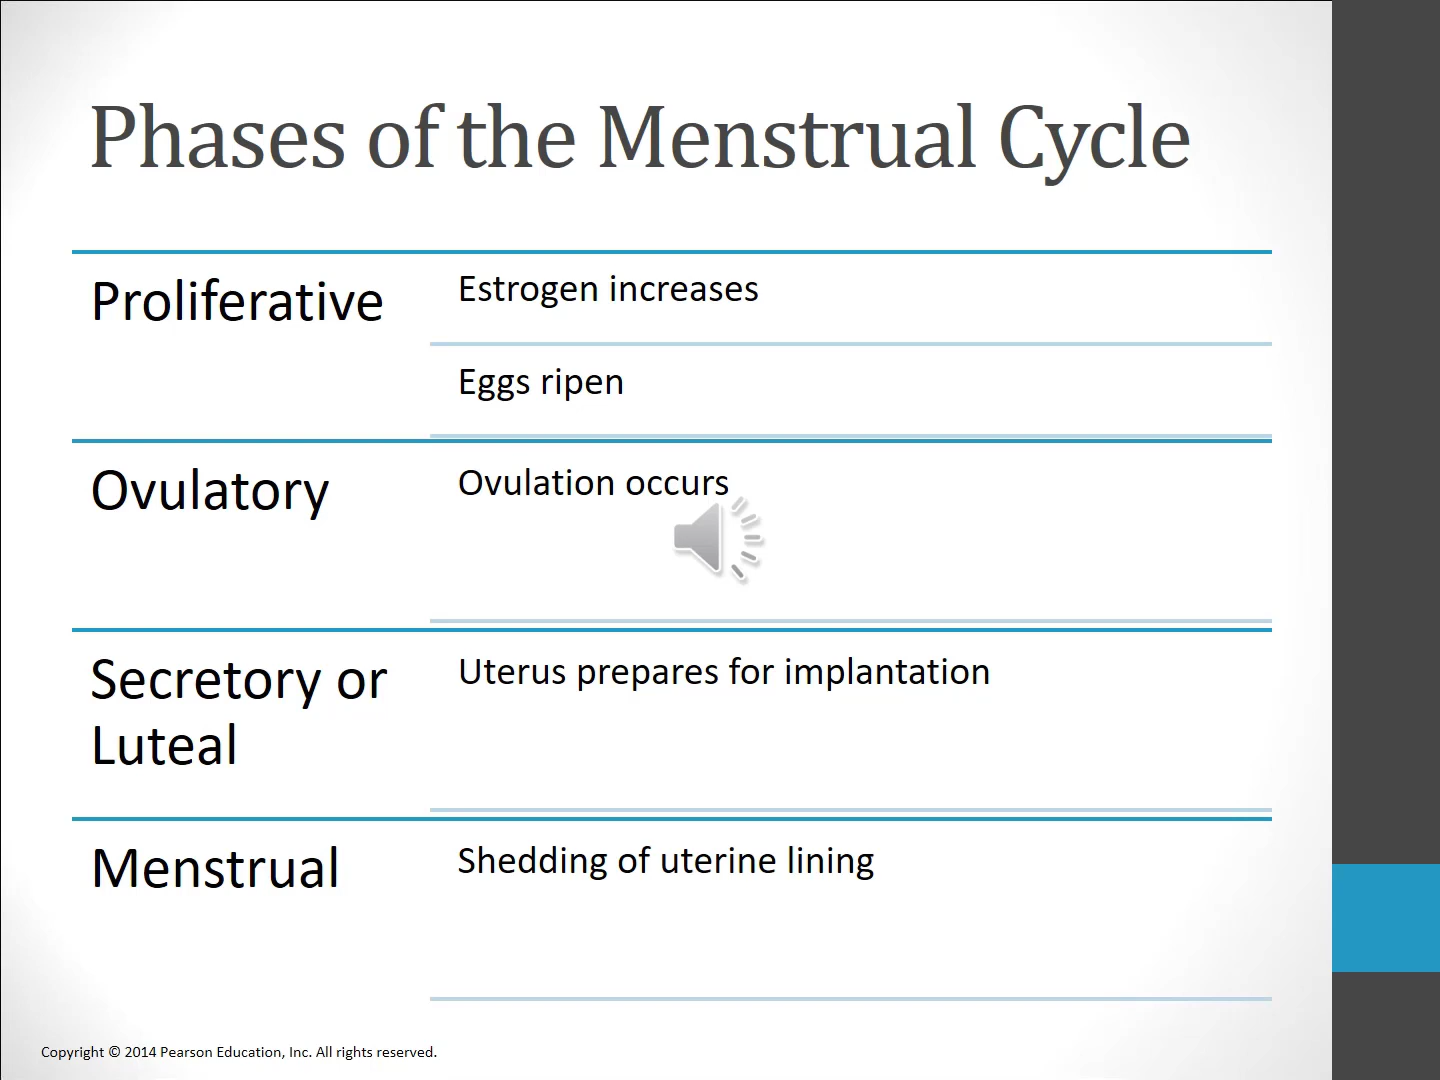 Phases of the Menstrual Cycle
Proliferative
Estrogen increases
Eggs ripen
Ovulatory
Ovulation occurs
Secretory or
Luteal
Uterus prepares for implantation
Menstrual
Shedding of uterine lining
Copyright © 2014 Pearson Education, Inc. All rights reserved.